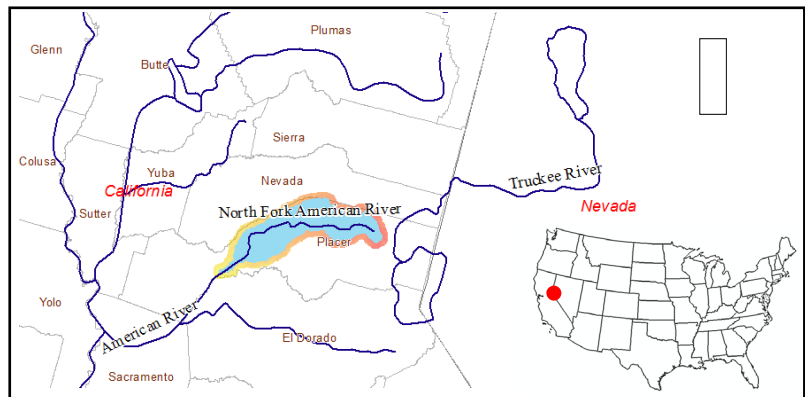 Plumas
Glenn
Butte
Sierra
Colusa
Yuba
Nevada
Truckee River
California
Sutter
North Fork American River
Nevada
Placer
Yolo
American River
El Dorado
Sacramento